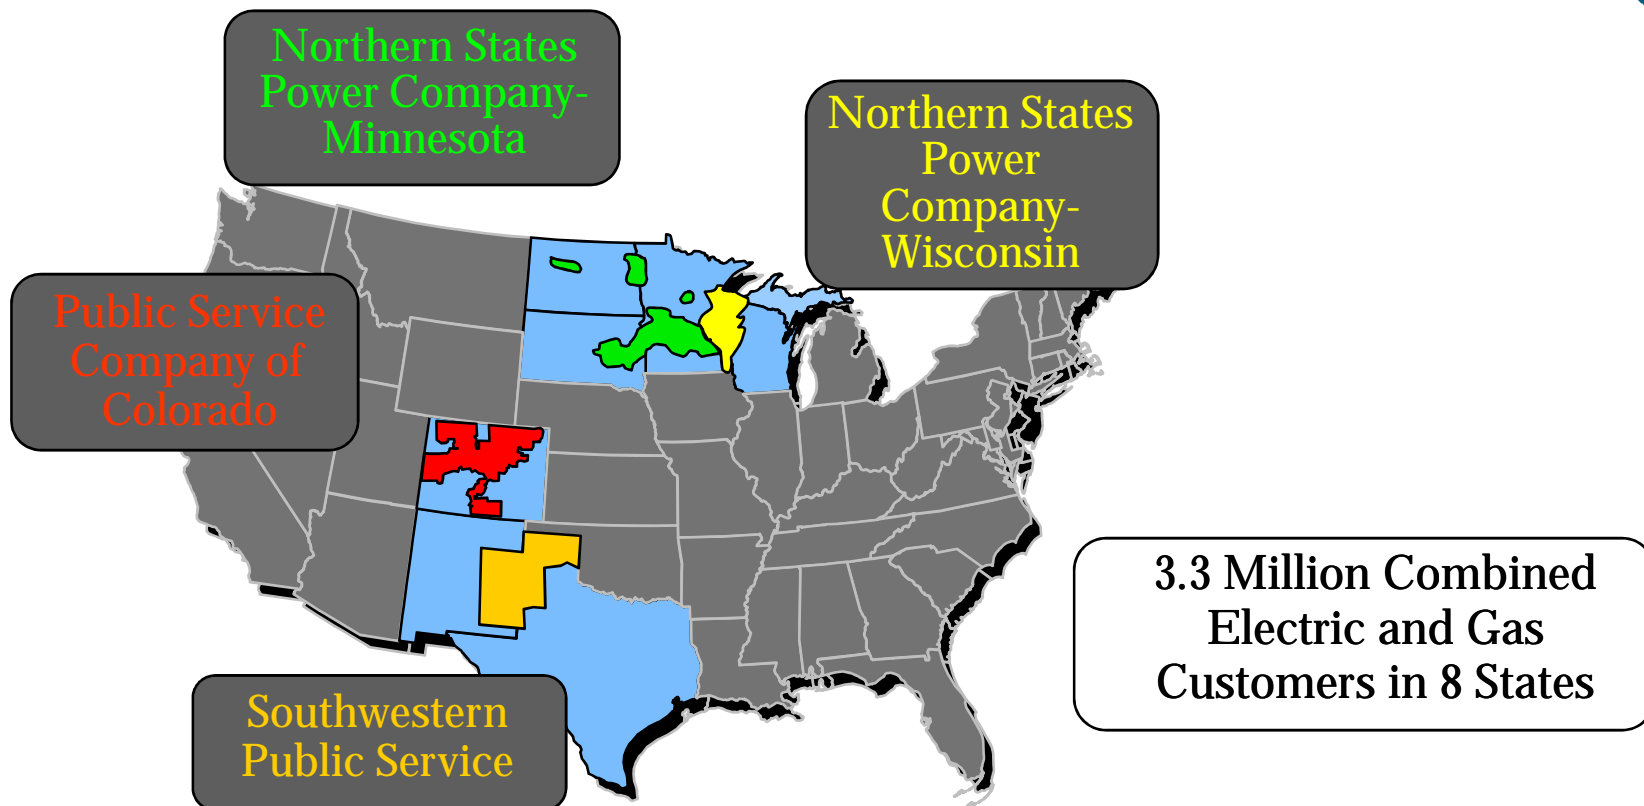 Northern States
Power Company-
Minnesota
Northern States
Power
Company-
Wisconsin
Public Service
Company of
Colorado
3.3 Million Combined
Electric and Gas
Customers in 8 States
Southwestern
Public Service